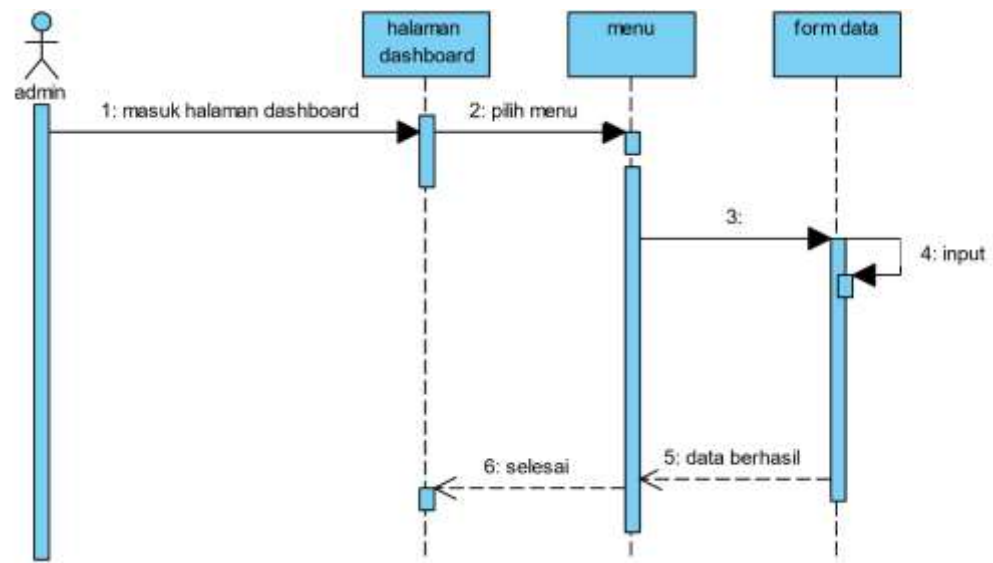 halaman
dashboard
menu
form data
admin
1: masuk halaman dashboard
2: pilih menu
3:
4: input
5: data berhasil
6: selesai